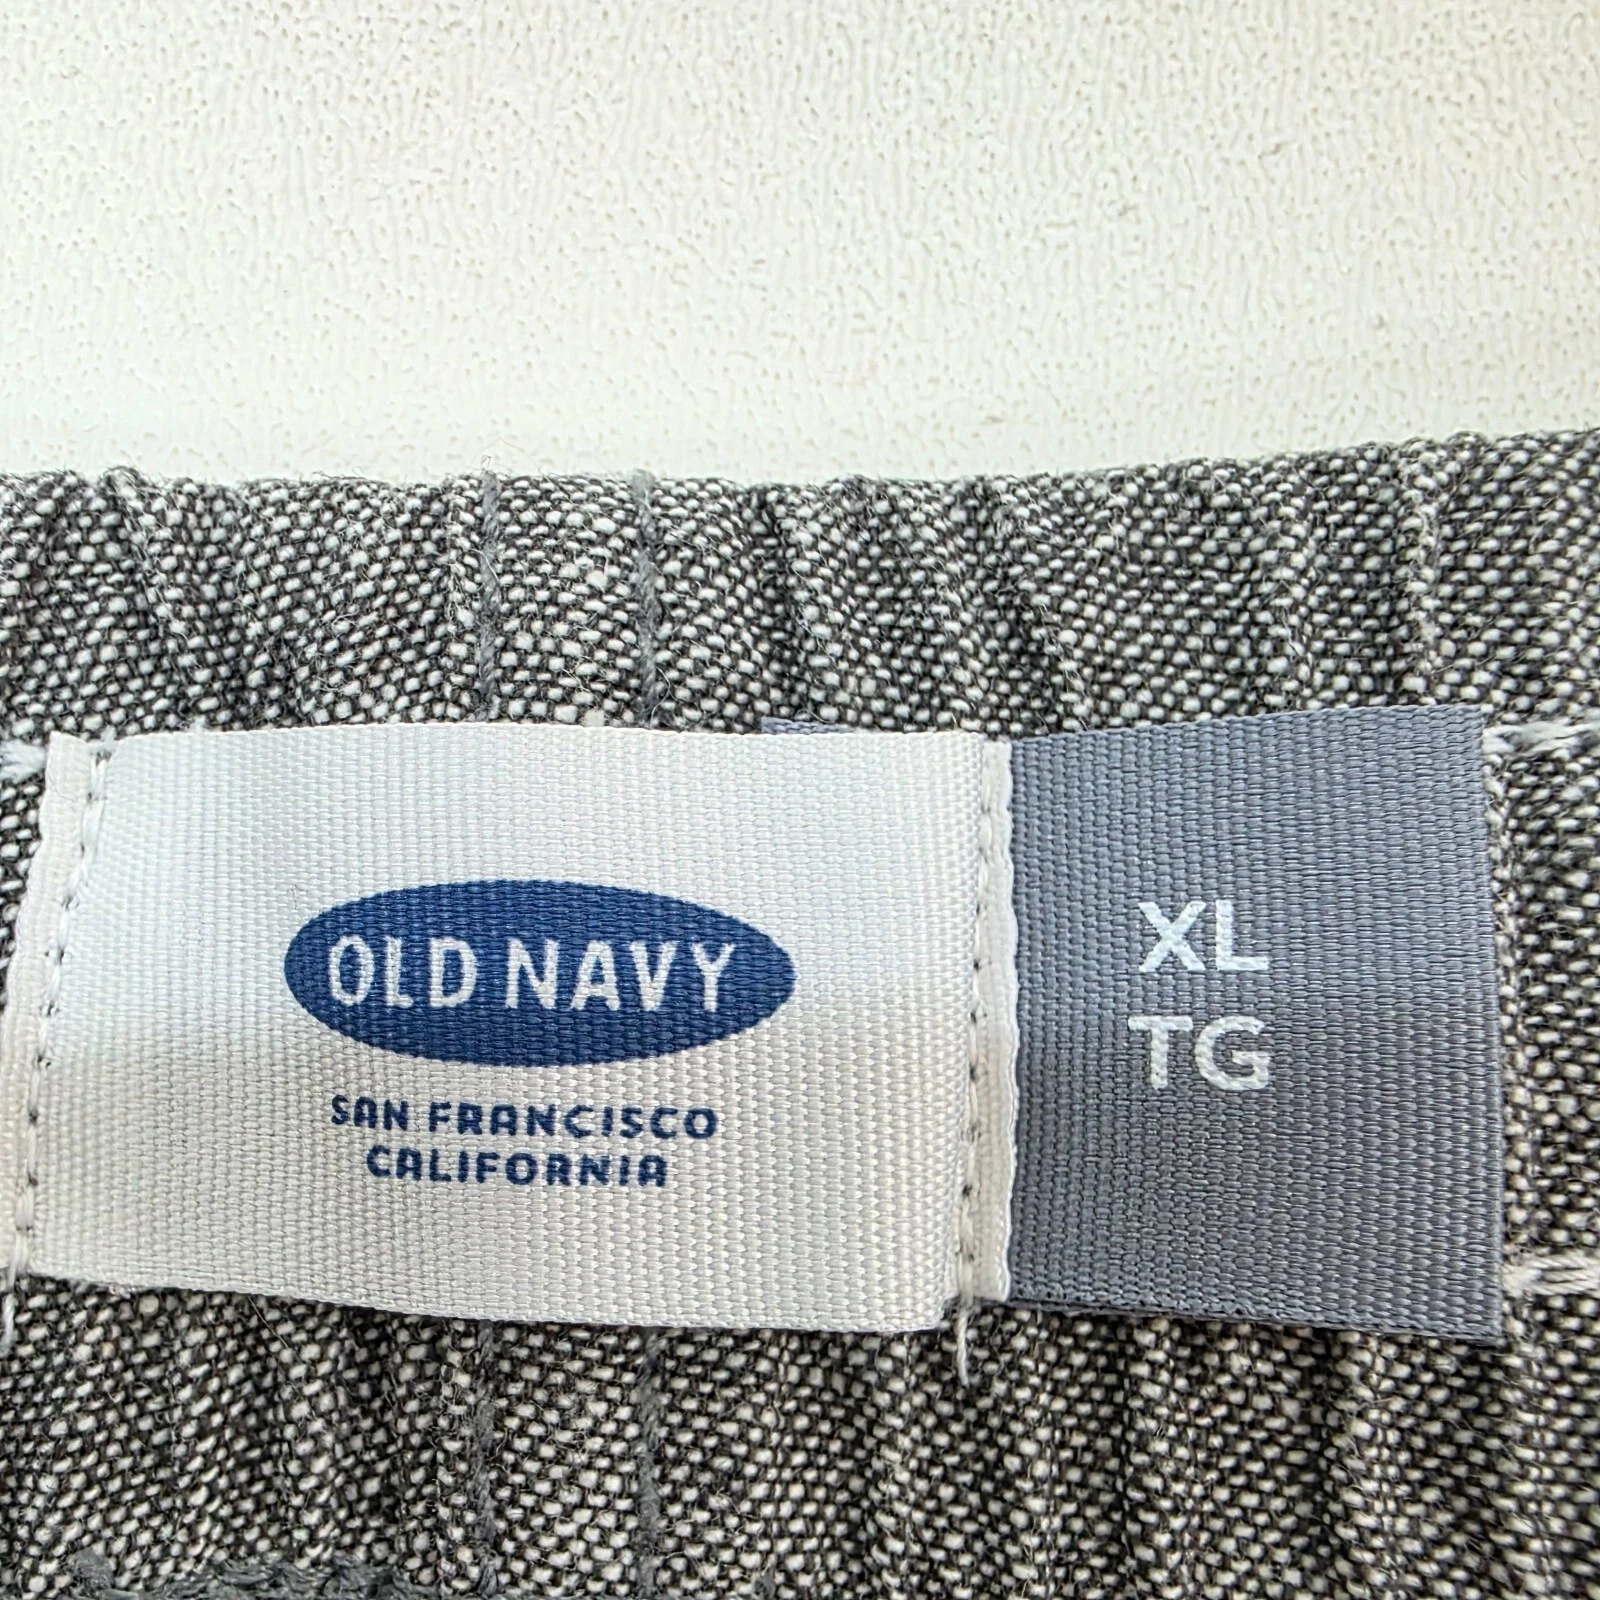 OLD NAVY
SAN FRANCISCO
CALIFORNIA
XL
TG